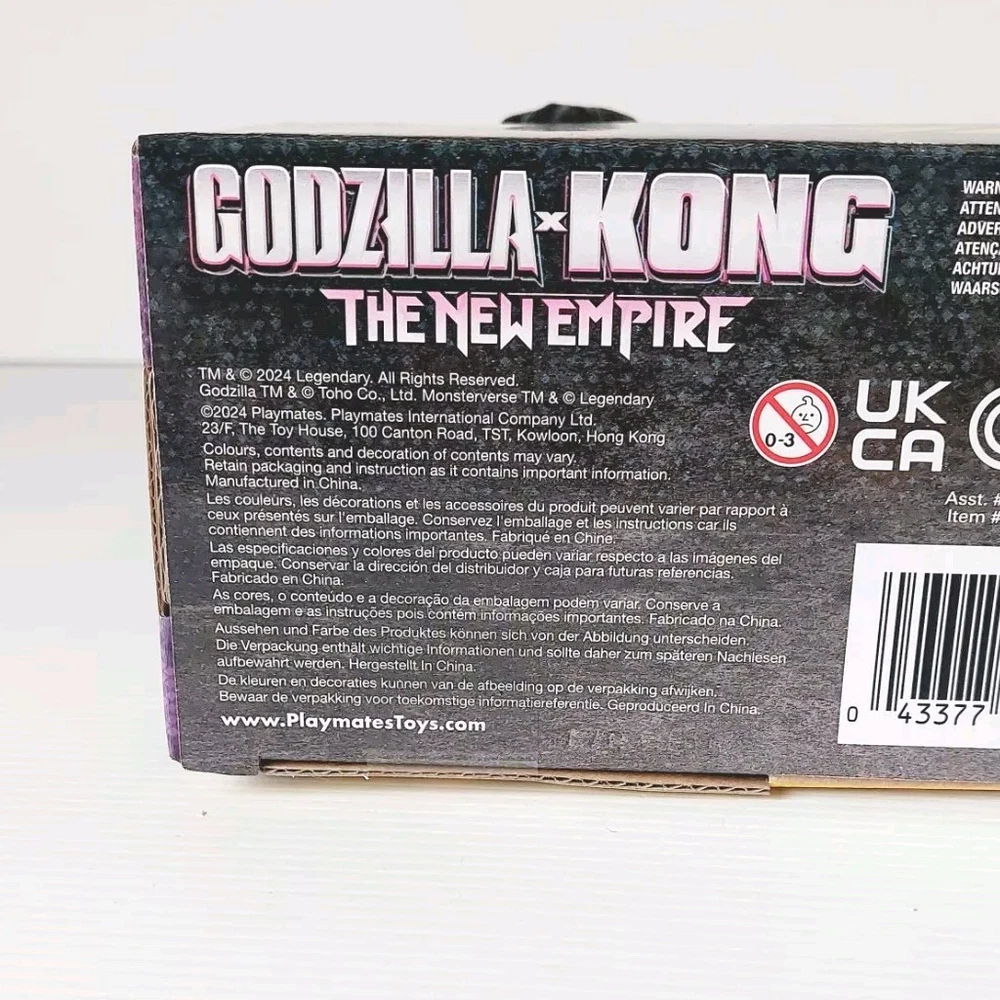 GODZILLA x KONG
THE NEW EMPIRE
TM & © 2024 Legendary. All Rights Reserved.
Godzilla TM & © Toho Co., Ltd. Monsterverse TM & © Legendary
©2024 Playmates. Playmates International Company Ltd.
23/F, The Toy House, 100 Canton Road, TST, Kowloon, Hong Kong
Colours, contents and decoration of contents may vary.
Retain packaging and instruction as it contains important information.
Manufactured in China.
Les couleurs, les décorations et les accessoires du produit peuvent varier par rapport à
ceux présentés sur l'emballage. Conservez l'emballage et les instructions car ils
contiennent des informations importantes. Fabriqué en Chine.
Las especificaciones y colores del producto pueden variar respecto a las imágenes del
empaque. Conservar la dirección del distribuidor y caja para futuras referencias.
Fabricado en China.
As cores, o conteúdo e a decoração da embalagem podem variar. Conserve a
embalagem e as instruções pois contém informações importantes. Fabricado na China.
Aussehen und Farbe des Produktes können sich von der Abbildung unterscheiden.
Die Verpackung enthält wichtige Informationen und sollte daher zum späteren Nachlesen
aufbewahrt werden. Hergestellt In China.
De kleuren en decoraties kunnen van de afbeelding op de verpakking afwijken.
Bewaar de verpakking voor toekomstige informatiereferentie. Geproduceerd In China.
www.PlaymatesToys.com
WARN
ATTEN
ADVER
ATENÇ
ACHTU
WAARS
0-3
UK
CA
Asst. #
Item #
0 43377